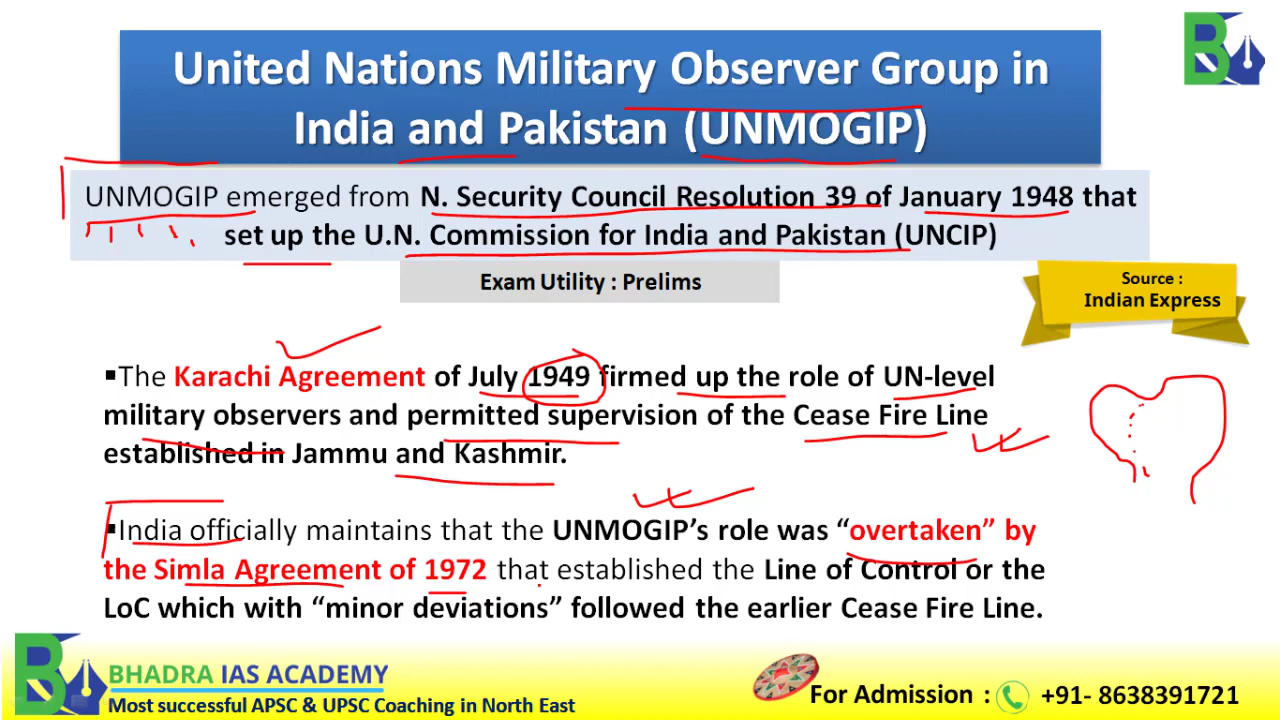 United Nations Military Observer Group in
India and Pakistan (UNMOGIP)
UNMOGIP emerged from N. Security Council Resolution 39 of January 1948 that
set up the U.N. Commission for India and Pakistan (UNCIP)
Exam Utility : Prelims
Source :
Indian Express
▪The Karachi Agreement of July 1949 firmed up the role of UN-level
military observers and permitted supervision of the Cease Fire Line
established in Jammu and Kashmir.
▪India officially maintains that the UNMOGIP’s role was “overtaken” by
the Simla Agreement of 1972 that established the Line of Control or the
LoC which with “minor deviations” followed the earlier Cease Fire Line.
BHADRA IAS ACADEMY
Most successful APSC & UPSC Coaching in North East
For Admission : +91- 8638391721